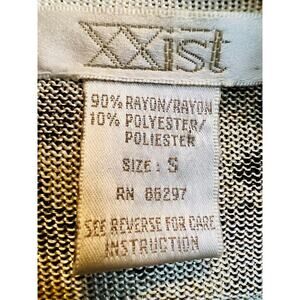 XXist
90% RAYON/RAYON
10% POLYESTER/
POLIESTER
SIZE: S
RN 86297
SEE REVERSE FOR CARE
INSTRUCTION